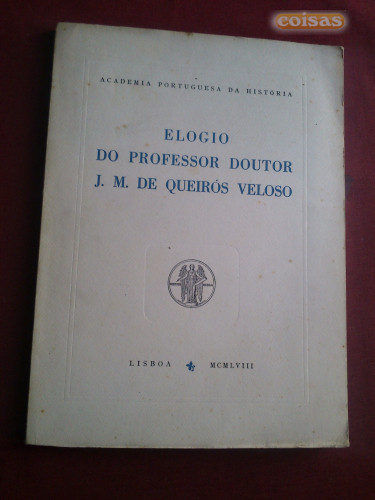 coisas
ACADEMIA PORTUGUESA DA HISTÓRIA
ELOGIO
DO PROFESSOR DOUTOR
J. M. DE QUEIRÓS VELOSO
LISBOA MCMLVIII